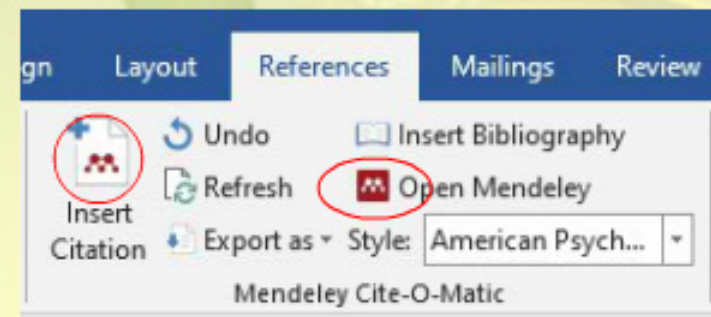 gn Layout References Mailings Review
Undo Insert Bibliography
Refresh Open Mendeley
Insert
Citation Export as Style: American Psych...
Mendeley Cite-O-Matic